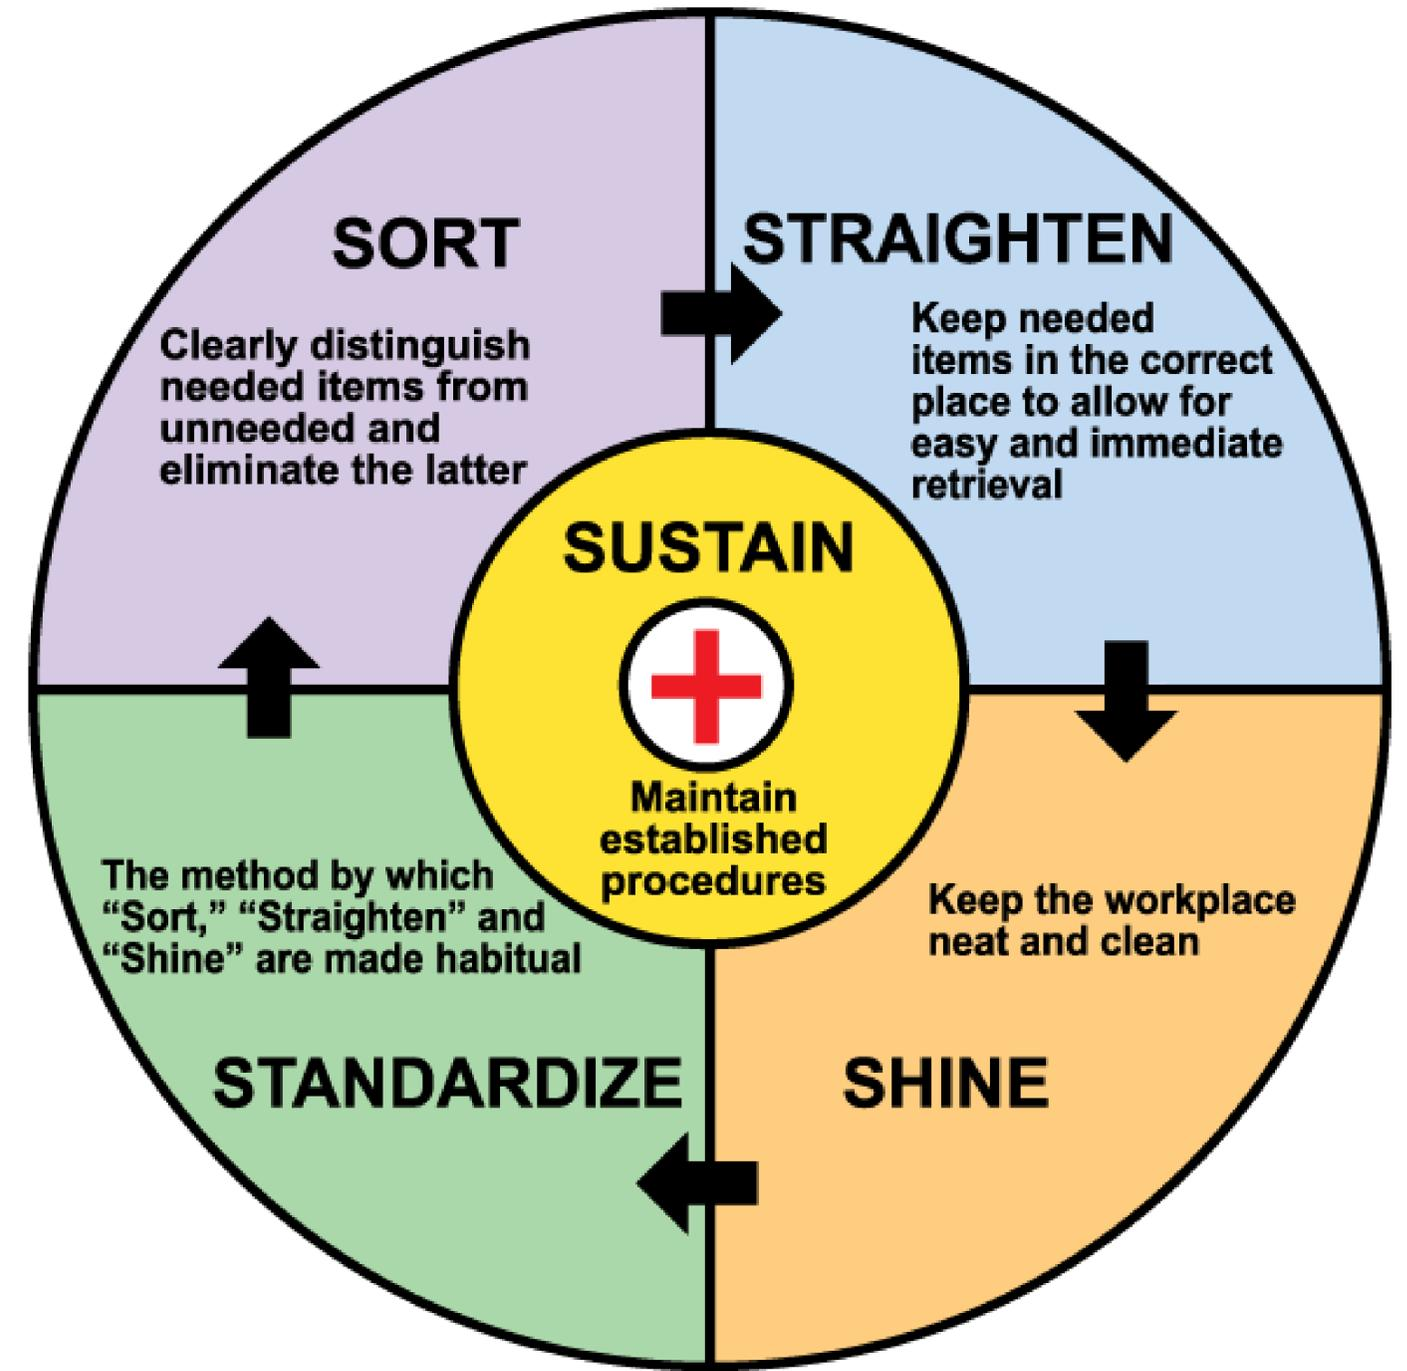 SORT
Clearly distinguish
needed items from
unneeded and
eliminate the latter
STRAIGHTEN
Keep needed
items in the correct
place to allow for
easy and immediate
retrieval
SUSTAIN
Maintain
established
procedures
Keep the workplace
neat and clean
SHINE
The method by which
“Sort,” “Straighten” and
“Shine” are made habitual
STANDARDIZE